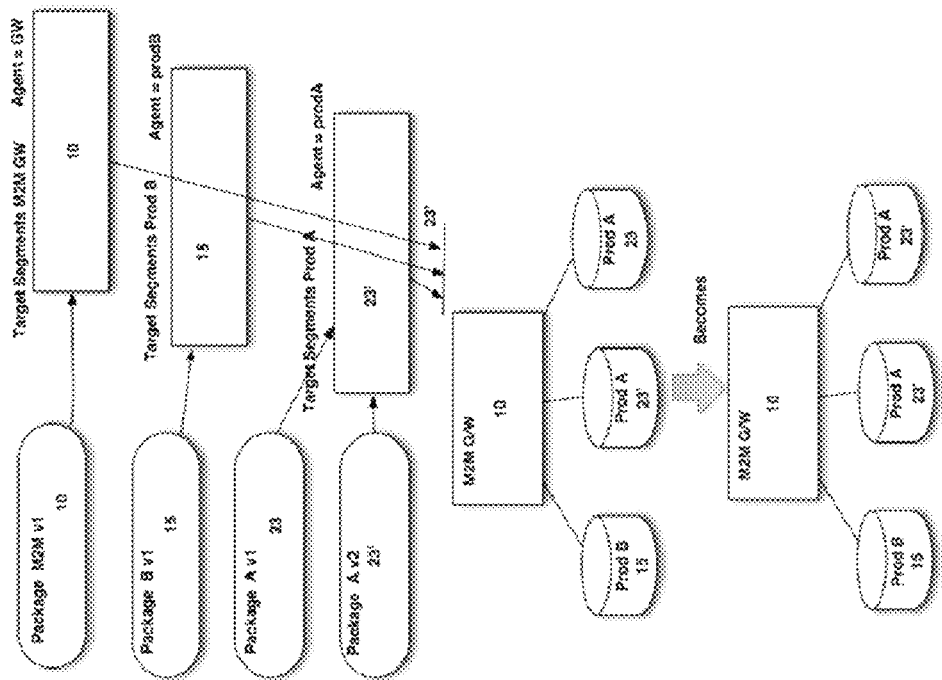 Target Segments M2M GW Agent = GW
Package M2M v1
10
10
Target Segments Prod B Agent = prodB
Package B v1
15
15
Package A v1
23
Target Segments Prod A Agent = prodA
Package A v2
23'
23'
23'
M2M G/W
10
Prod B
15
Prod A
23'
Prod A
23
Becomes
M2M G/W
10
Prod B
15
Prod A
23'
Prod A
23'